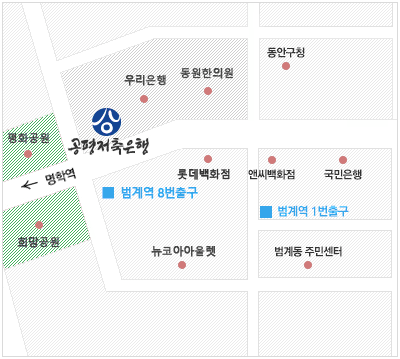 동안구청
우리은행
동원한의원
공평저축은행
평화공원
명학역
롯데백화점
앤씨백화점
국민은행
범계역 8번출구
범계역 1번출구
희망공원
뉴코아아울렛
범계동 주민센터